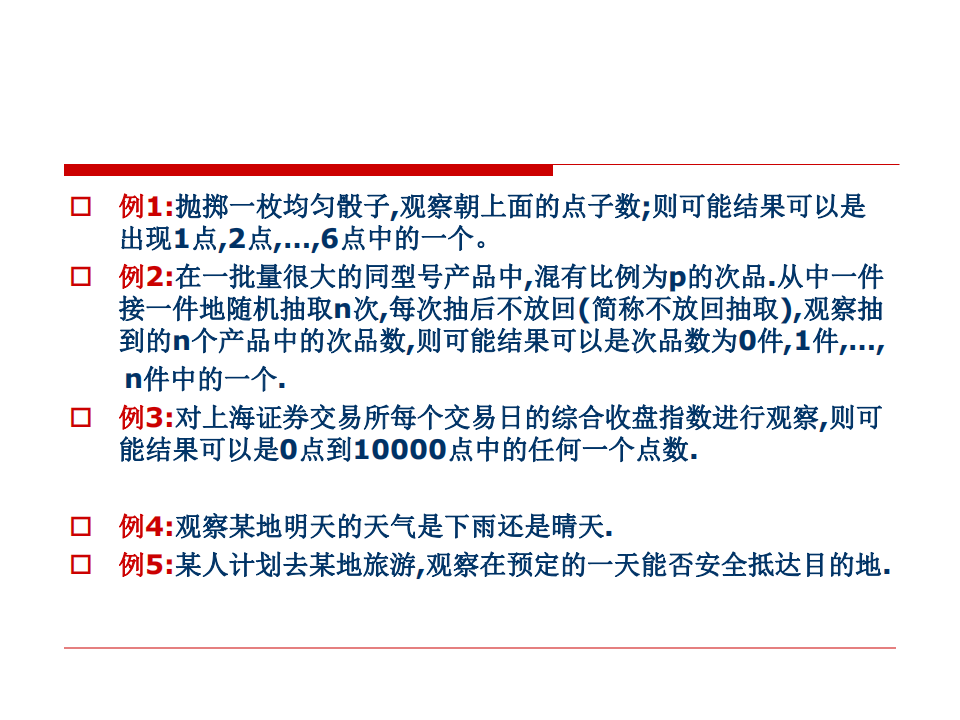 例1:抛掷一枚均匀骰子,观察朝上面的点子数;则可能结果可以是
出现1点,2点,...,6点中的一个。
例2:在一批量很大的同型号产品中,混有比例为p的次品.从中一件
接一件地随机抽取n次,每次抽后不放回(简称不放回抽取),观察抽
到的n个产品中的次品数,则可能结果可以是次品数为0件,1件,...,
n件中的一个.
例3:对上海证券交易所每个交易日的综合收盘指数进行观察,则可
能结果可以是0点到10000点中的任何一个点数.
例4:观察某地明天的天气是下雨还是晴天.
例5:某人计划去某地旅游,观察在预定的一天能否安全抵达目的地.